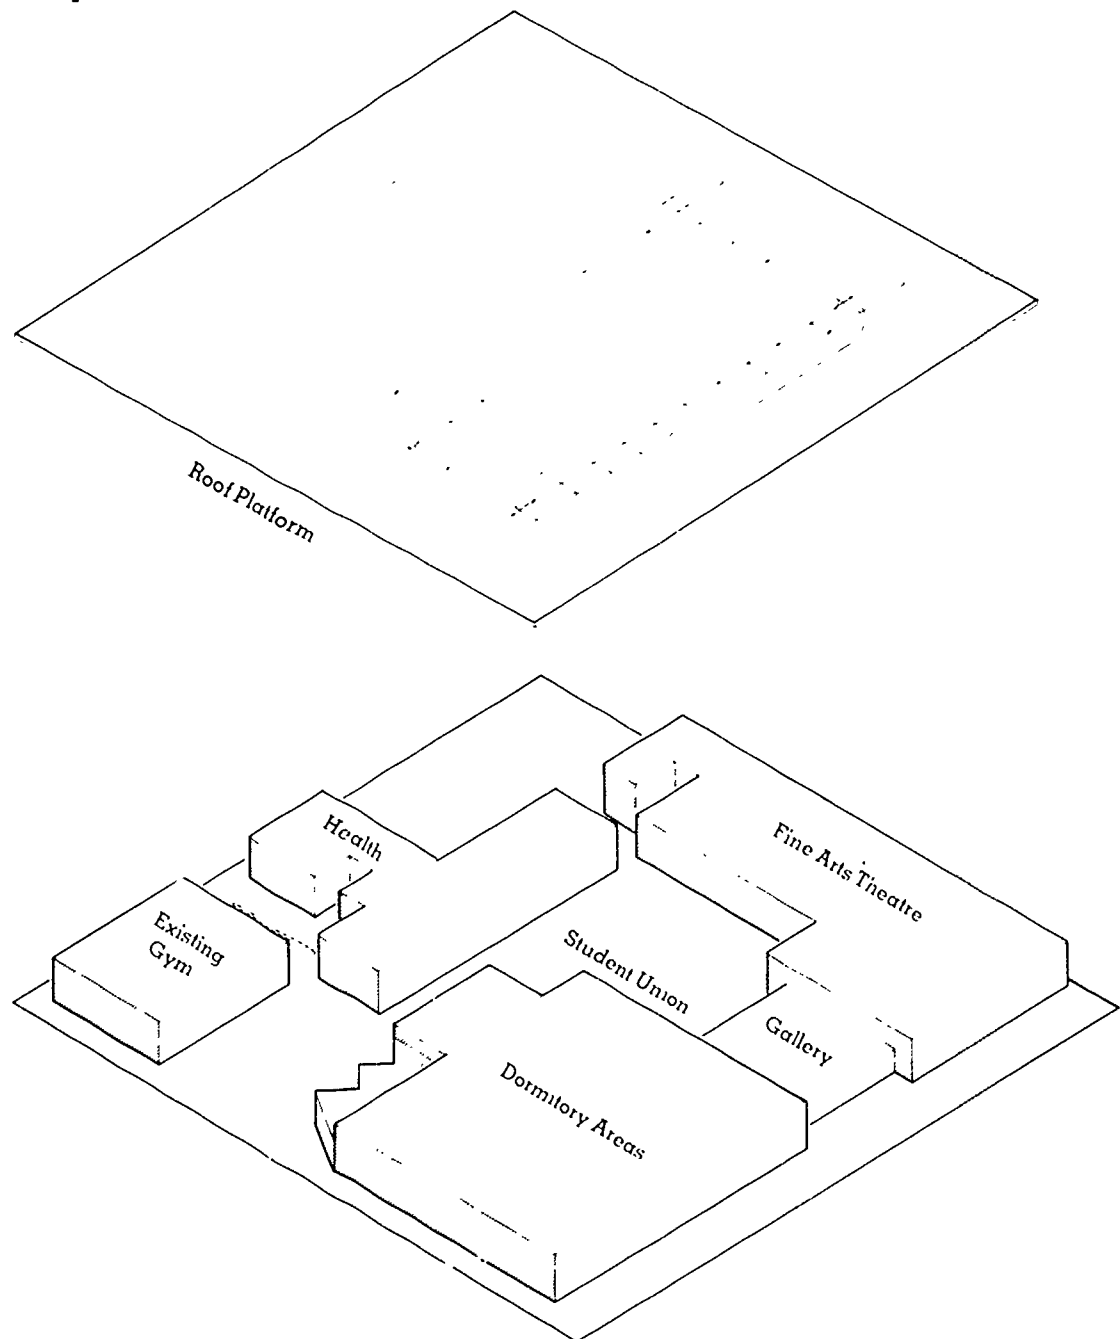 Roof Platform
Health
Fine Arts Theatre
Existing
Gym
Student Union
Gallery
Dormitory Areas